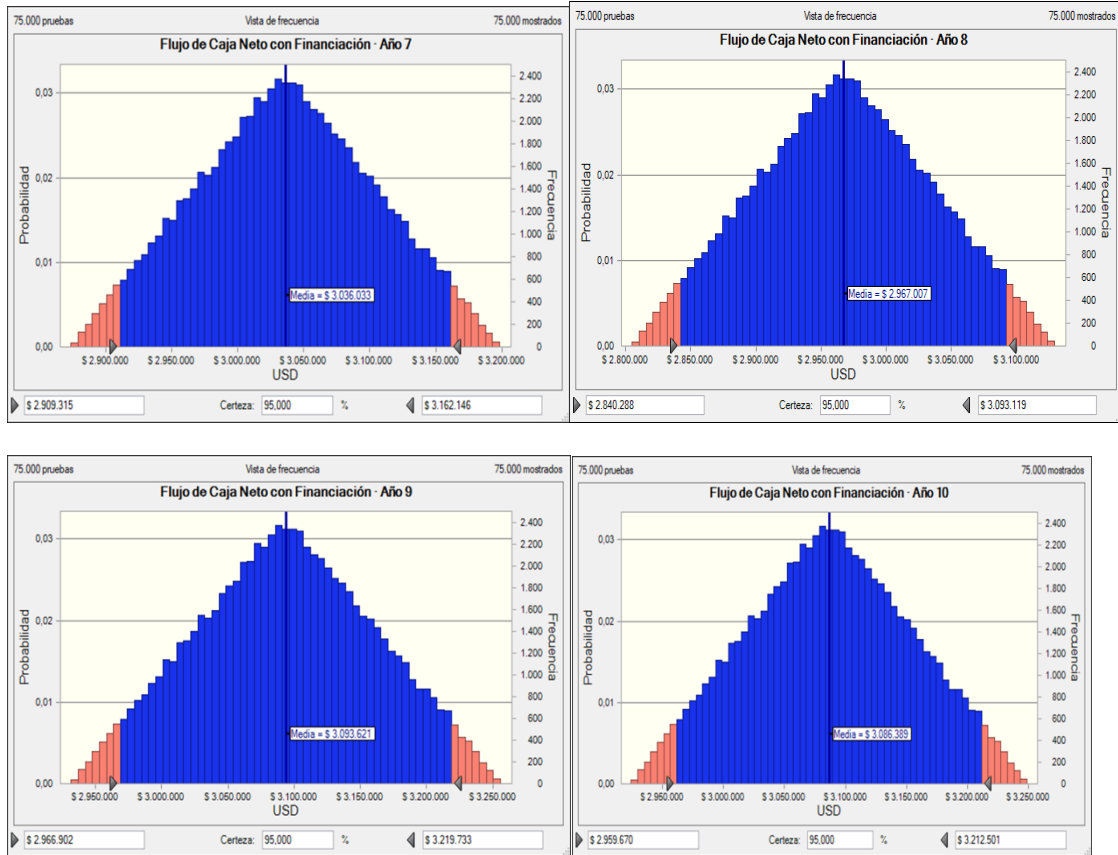 75.000 pruebas Vista de frecuencia 75.000 mostrados
Flujo de Caja Neto con Financiación · Año 7
0,03
0,02
0,01
0,00
Probabilidad
2.400
2.200
2.000
1.800
1.600
1.400
1.200
1.000
800
600
400
200
0
Frecuencia
Media = $ 3.036.033
$ 2.900.000 $ 2.950.000 $ 3.000.000 $ 3.050.000 $ 3.100.000 $ 3.150.000 $ 3.200.000
USD
$ 2.909.315 Certeza: 95,000 % $ 3.162.146
75.000 pruebas Vista de frecuencia 75.000 mostrados
Flujo de Caja Neto con Financiación · Año 8
0,03
0,02
0,01
0,00
Probabilidad
2.400
2.200
2.000
1.800
1.600
1.400
1.200
1.000
800
600
400
200
0
Frecuencia
Media = $ 2.967.007
$ 2.800.000 $ 2.850.000 $ 2.900.000 $ 2.950.000 $ 3.000.000 $ 3.050.000 $ 3.100.000
USD
$ 2.840.288 Certeza: 95,000 % $ 3.093.119
75.000 pruebas Vista de frecuencia 75.000 mostrados
Flujo de Caja Neto con Financiación · Año 9
0,03
0,02
0,01
0,00
Probabilidad
2.400
2.200
2.000
1.800
1.600
1.400
1.200
1.000
800
600
400
200
0
Frecuencia
Media = $ 3.093.621
$ 2.950.000 $ 3.000.000 $ 3.050.000 $ 3.100.000 $ 3.150.000 $ 3.200.000 $ 3.250.000
USD
$ 2.966.902 Certeza: 95,000 % $ 3.219.733
75.000 pruebas Vista de frecuencia 75.000 mostrados
Flujo de Caja Neto con Financiación · Año 10
0,03
0,02
0,01
0,00
Probabilidad
2.400
2.200
2.000
1.800
1.600
1.400
1.200
1.000
800
600
400
200
0
Frecuencia
Media = $ 3.086.389
$ 2.950.000 $ 3.000.000 $ 3.050.000 $ 3.100.000 $ 3.150.000 $ 3.200.000 $ 3.250.000
USD
$ 2.959.670 Certeza: 95,000 % $ 3.212.501